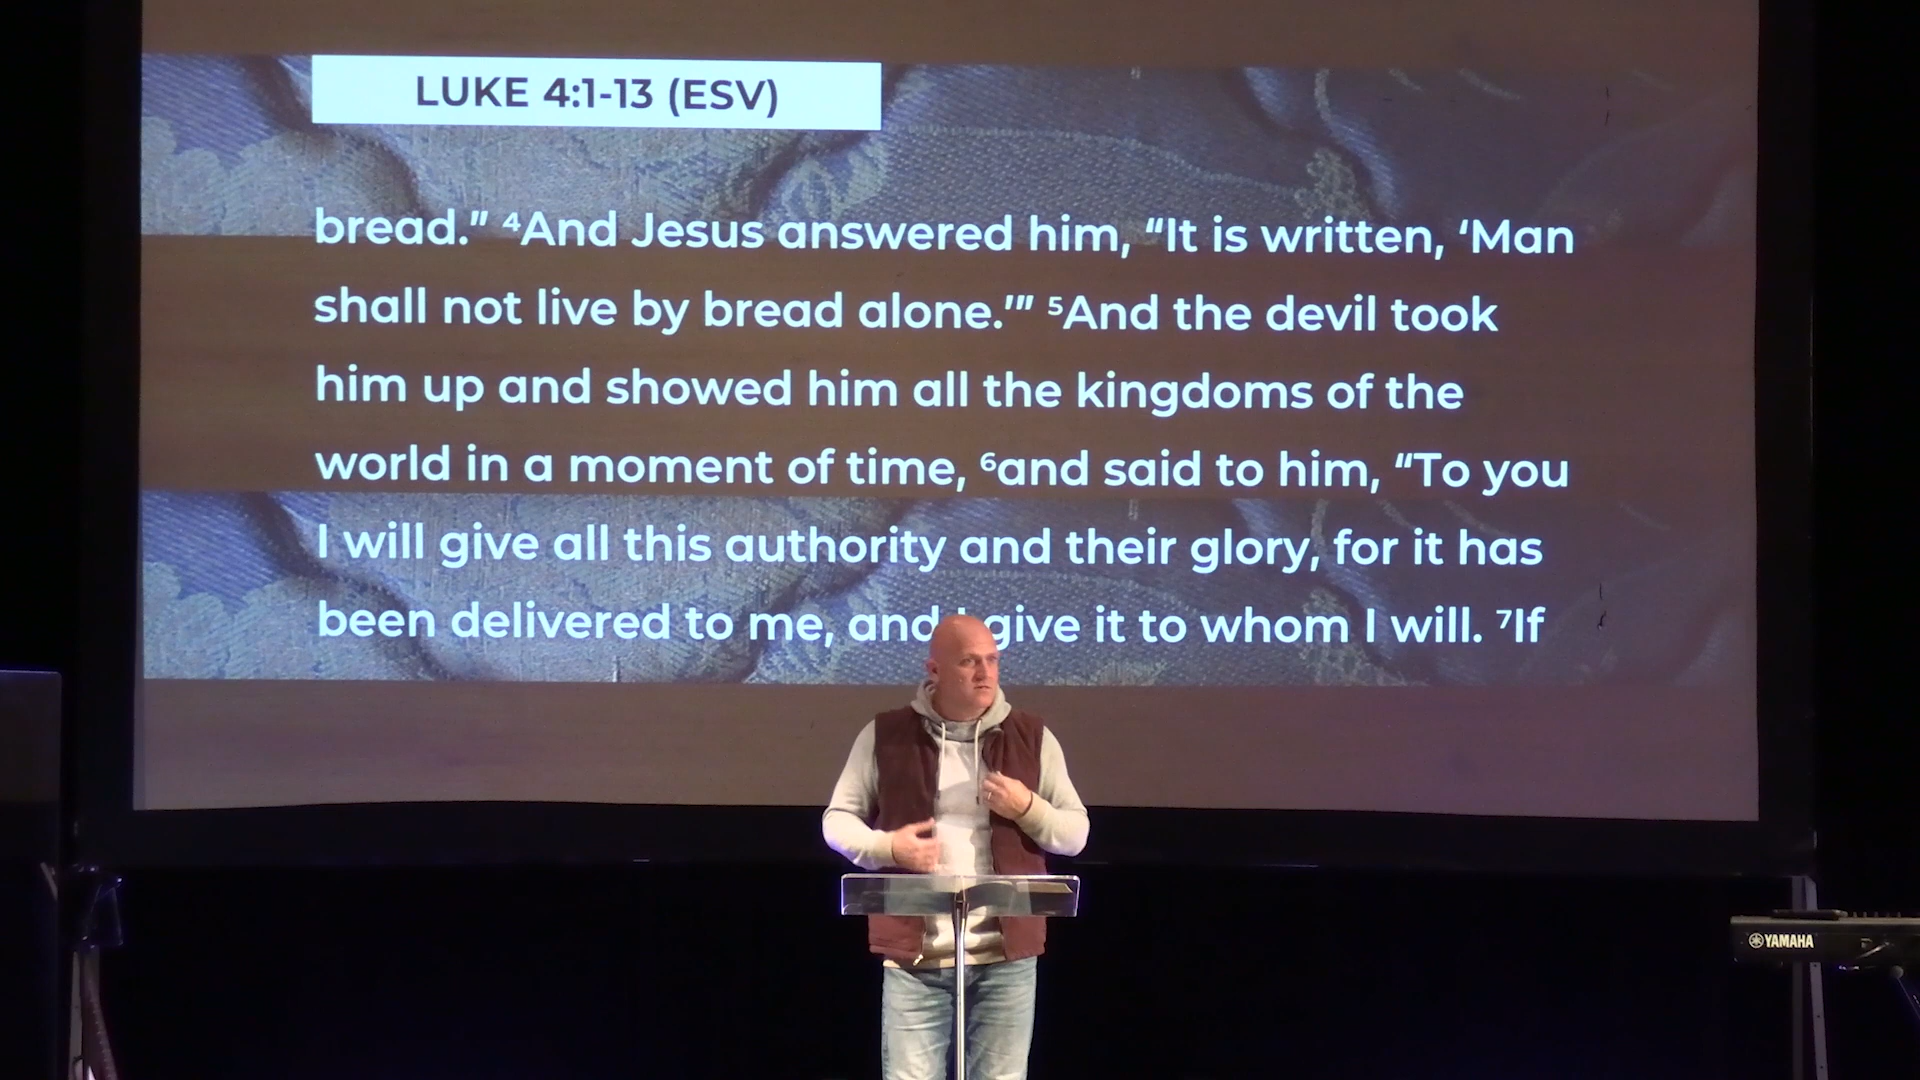 LUKE 4:1-13 (ESV)
bread.” ⁴And Jesus answered him, “It is written, ‘Man
shall not live by bread alone.’” ⁵And the devil took
him up and showed him all the kingdoms of the
world in a moment of time, ⁶and said to him, “To you
I will give all this authority and their glory, for it has
been delivered to me, and I give it to whom I will. ⁷If
YAMAHA